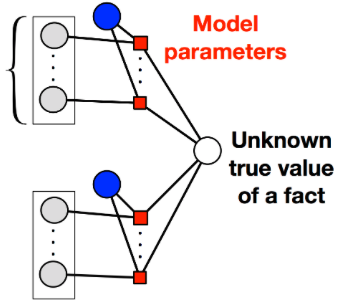 Model
parameters
Unknown
true value
of a fact